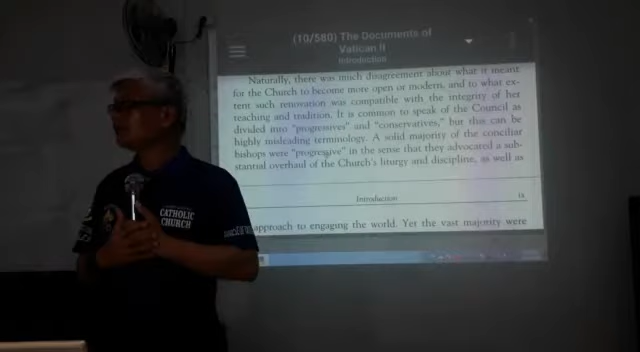 (10/580) The Documents of
Vatican II
Introduction
Naturally, there was much disagreement about what it meant
for the Church to become more open or modern, and to what ex-
tent such renovation was compatible with the integrity of her
teaching and tradition. It is common to speak of the Council as
divided into "progressives" and "conservatives," but this can be
highly misleading terminology. A solid majority of the conciliar
bishops were "progressive" in the sense that they advocated a sub-
stantial overhaul of the Church's liturgy and discipline, as well as
Introduction ix
approach to engaging the world. Yet the vast majority were
CATHOLIC
CHURCH